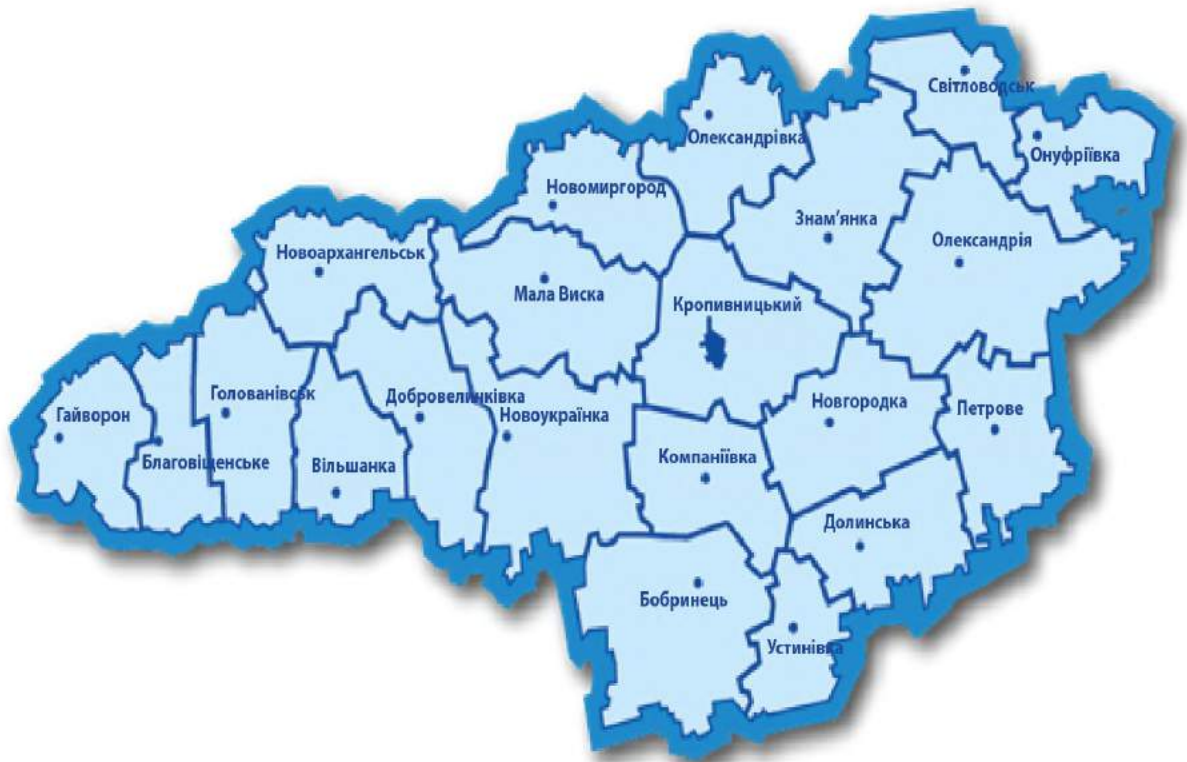 Світловодськ
Олександрівка
Онуфріївка
Новомиргород
Знам'янка
Олександрія
Новоархангельськ
Мала Виска
Кропивницький
Гайворон
Голованівськ
Добровеличківка
Новоукраїнка
Новгородка
Петрове
Благовіщенське
Вільшанка
Компаніївка
Долинська
Бобринець
Устинівка